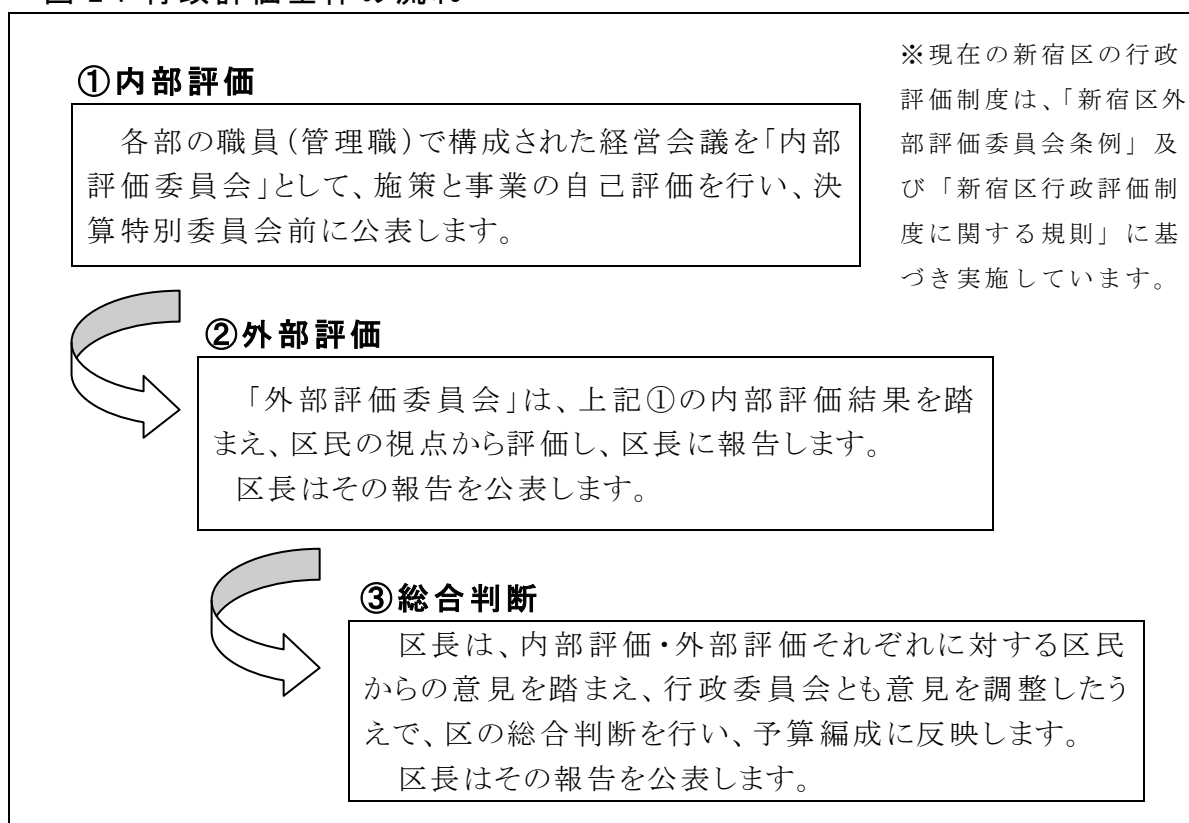 ①内部評価
各部の職員(管理職)で構成された経営会議を「内部
評価委員会」として、施策と事業の自己評価を行い、決
算特別委員会前に公表します。
※現在の新宿区の行政
評価制度は、「新宿区外
部評価委員会条例」及
び「新宿区行政評価制
度に関する規則」に基
づき実施しています。
②外部評価
「外部評価委員会」は、上記①の内部評価結果を踏
まえ、区民の視点から評価し、区長に報告します。
区長はその報告を公表します。
③総合判断
区長は、内部評価・外部評価それぞれに対する区民
からの意見を踏まえ、行政委員会とも意見を調整したう
えで、区の総合判断を行い、予算編成に反映します。
区長はその報告を公表します。